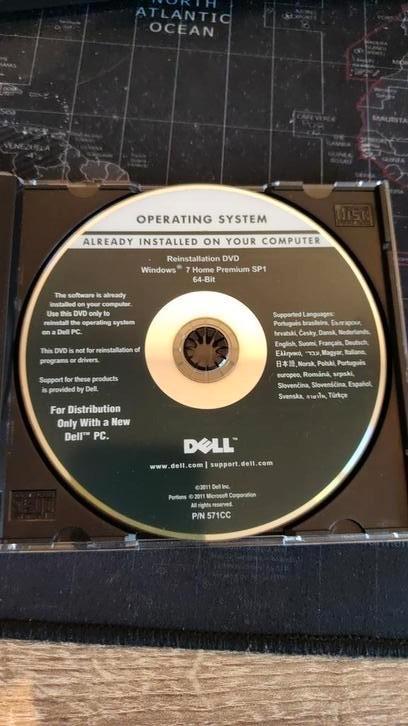 NORTH
ATLANTIC
OCEAN
VENEZUELA
CAPE VERDE
OPERATING SYSTEM
ALREADY INSTALLED ON YOUR COMPUTER
Reinstallation DVD
Windows® 7 Home Premium SP1
64-Bit
The software is already
installed on your computer.
Use this DVD only to
reinstall the operating system
on a Dell PC.
This DVD is not for reinstallation of
programs or drivers.
Support for these products
is provided by Dell.
For Distribution
Only With a New
Dell™ PC.
Supported Languages:
Português brasileiro, Български,
hrvatski, Česky, Dansk, Nederlands,
English, Suomi, Français, Deutsch,
Ελληνικά, עברי, Magyar, Italiano,
日本語, Norsk, Polski, Português
europeo, Română, srpski,
Slovenčina, Slovenščina, Español,
Svenska, ภาษาไทย, Türkçe
DELL™
www.dell.com | support.dell.com
©2011 Dell Inc.
Portions © 2011 Microsoft Corporation
All rights reserved.
P/N 571CC